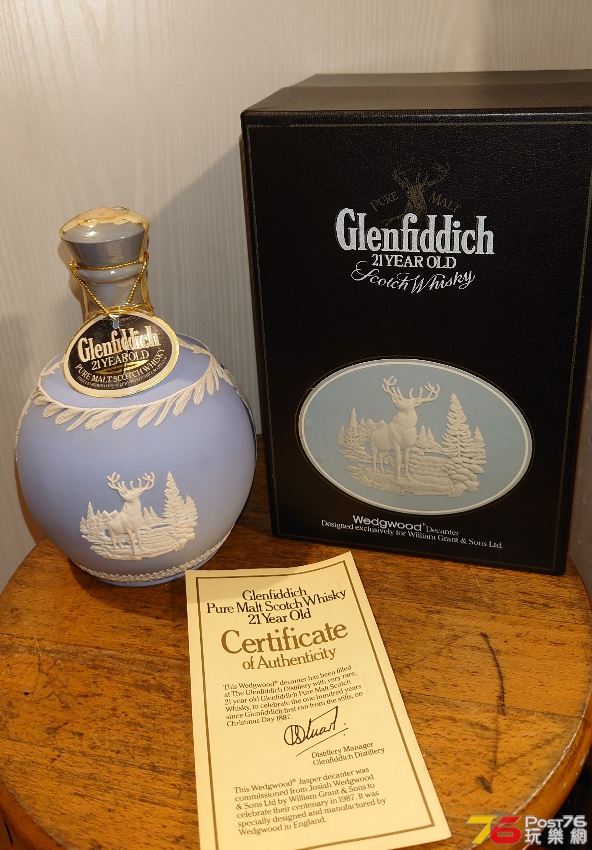 PURE MALT
Glenfiddich
21 YEAR OLD
Scotch Whisky
Wedgwood® Decanter
Designed exclusively for William Grant & Sons Ltd.
Glenfiddich
21 YEAR OLD
PURE MALT SCOTCH WHISKY
Glenfiddich
Pure Malt Scotch Whisky
21 Year Old
Certificate
of Authenticity
This Wedgwood® decanter has been filled
at The Glenfiddich Distillery with very rare,
21 year old Glenfiddich Pure Malt Scotch
Whisky, to celebrate the one hundred years
since Glenfiddich first ran from the stills, on
Christmas Day 1887.
Distillery Manager
Glenfiddich Distillery
This Wedgwood® Jasper decanter was
commissioned from Josiah Wedgwood
& Sons Ltd by William Grant & Sons to
celebrate their centenary in 1987. It was
specially designed and manufactured by
Wedgwood in England.
76 Post76
玩樂網